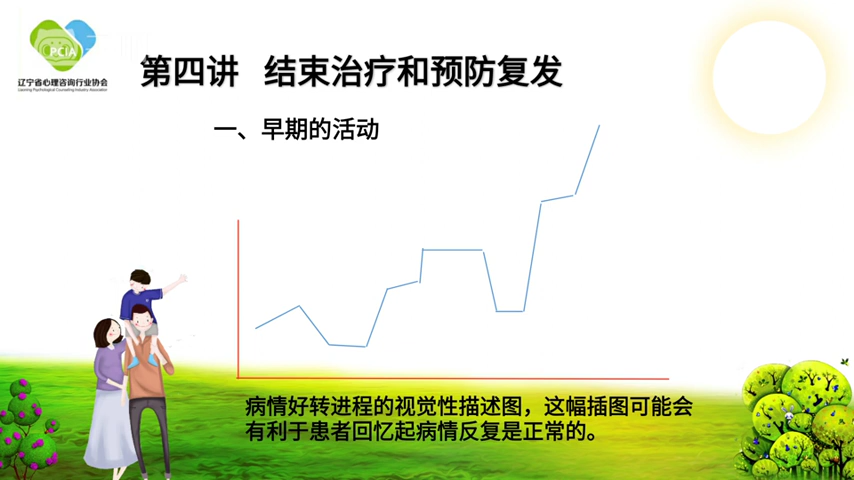 PCIA
辽宁省心理咨询行业协会
第四讲 结束治疗和预防复发
一、早期的活动
病情好转进程的视觉性描述图，这幅插图可能会
有利于患者回忆起病情反复是正常的。